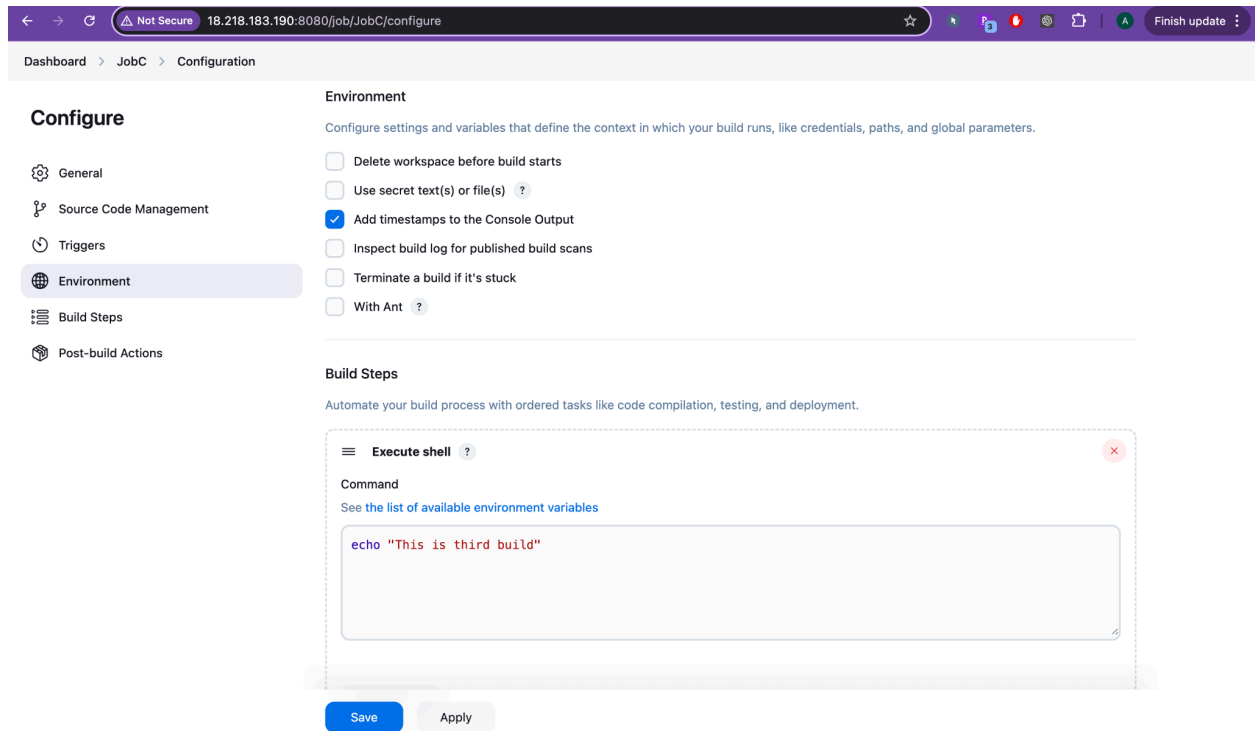 Not Secure 18.218.183.190:8080/job/JobC/configure 3 A Finish update
Dashboard > JobC > Configuration
Configure
General
Source Code Management
Triggers
Environment
Build Steps
Post-build Actions
Environment
Configure settings and variables that define the context in which your build runs, like credentials, paths, and global parameters.
Delete workspace before build starts
Use secret text(s) or file(s) ?
Add timestamps to the Console Output
Inspect build log for published build scans
Terminate a build if it's stuck
With Ant ?
Build Steps
Automate your build process with ordered tasks like code compilation, testing, and deployment.
Execute shell ?
Command
See the list of available environment variables
echo "This is third build"
Save Apply